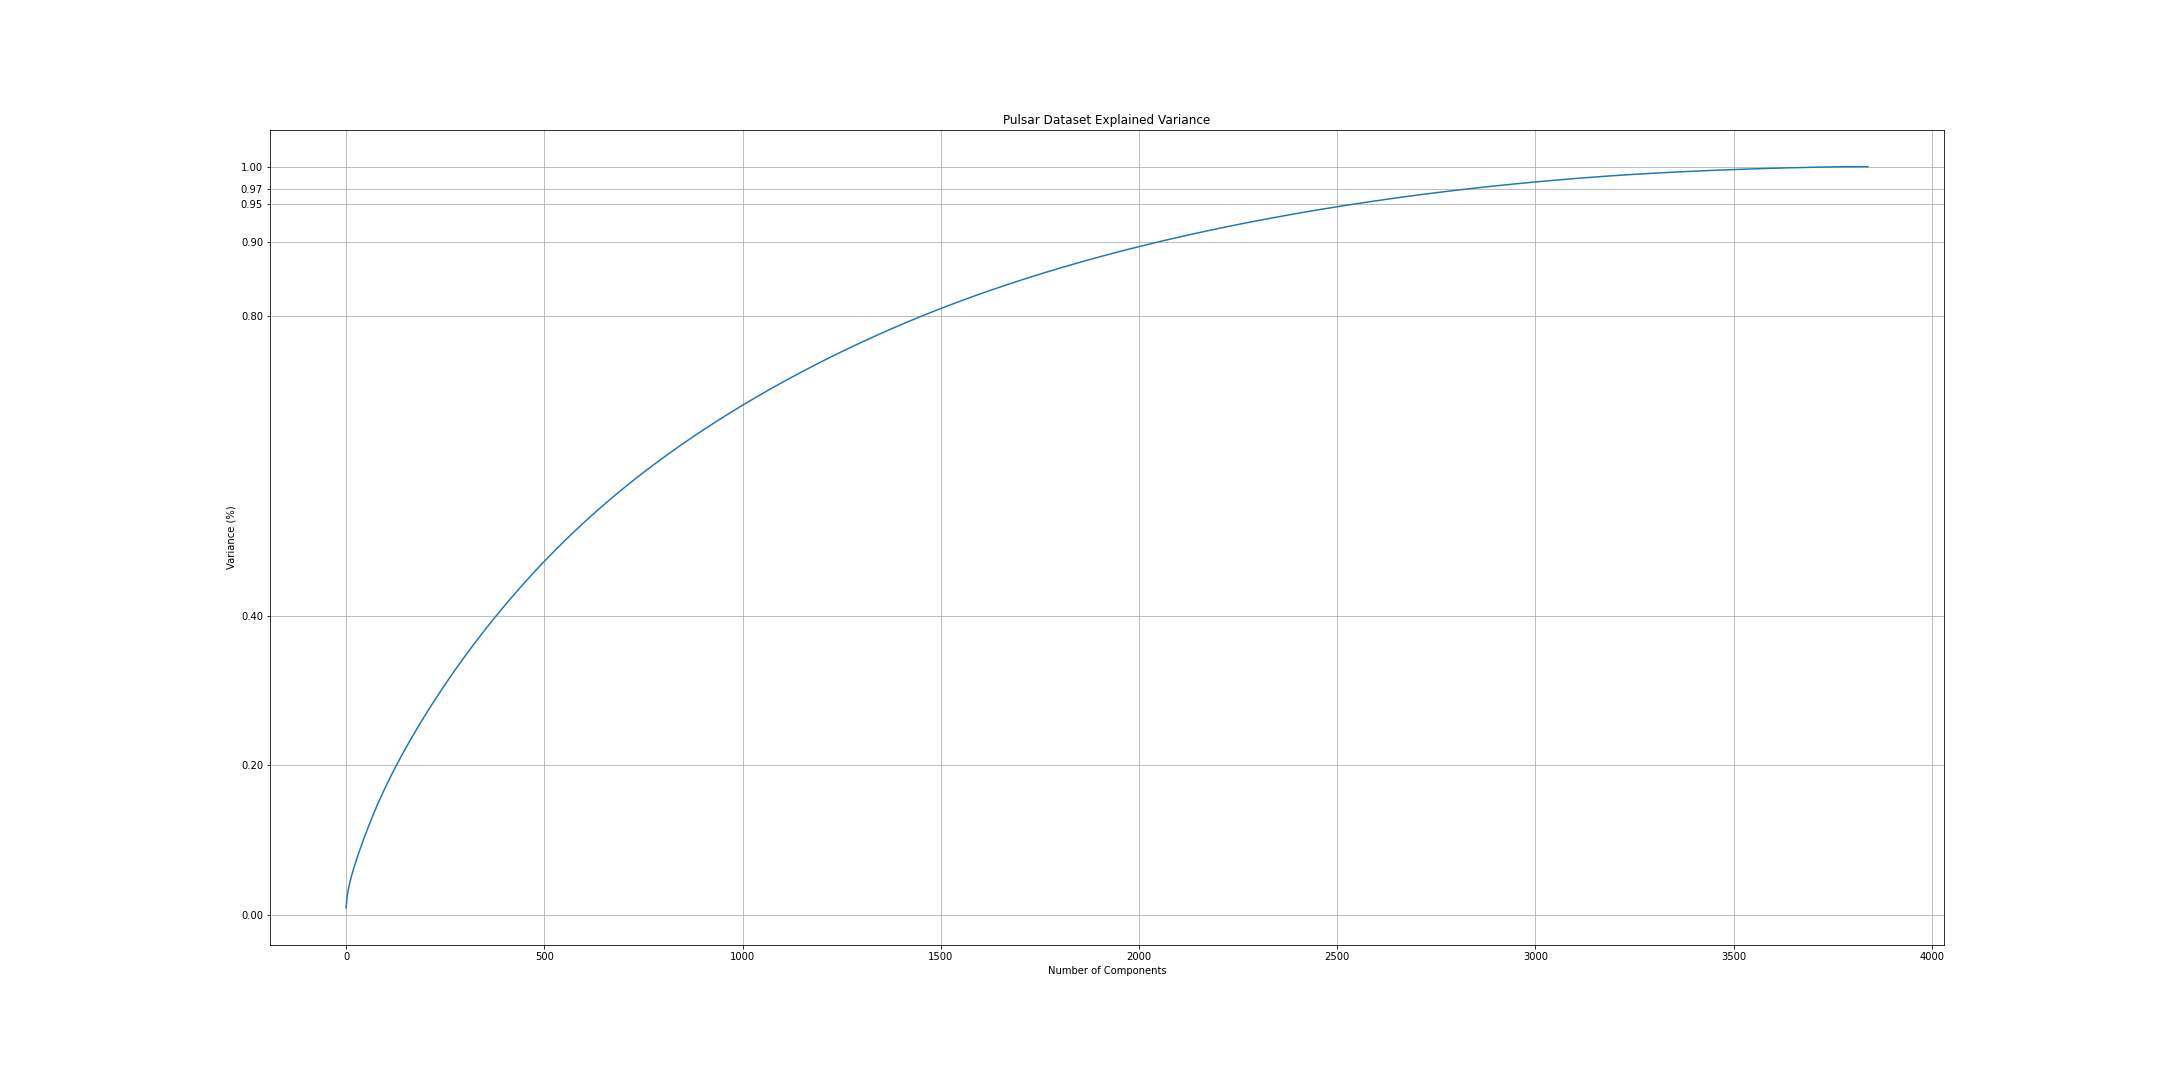 Pulsar Dataset Explained Variance
1.00
0.97
0.95
0.90
0.80
0.40
0.20
0.00
Variance (%)
0 500 1000 1500 2000 2500 3000 3500 4000
Number of Components